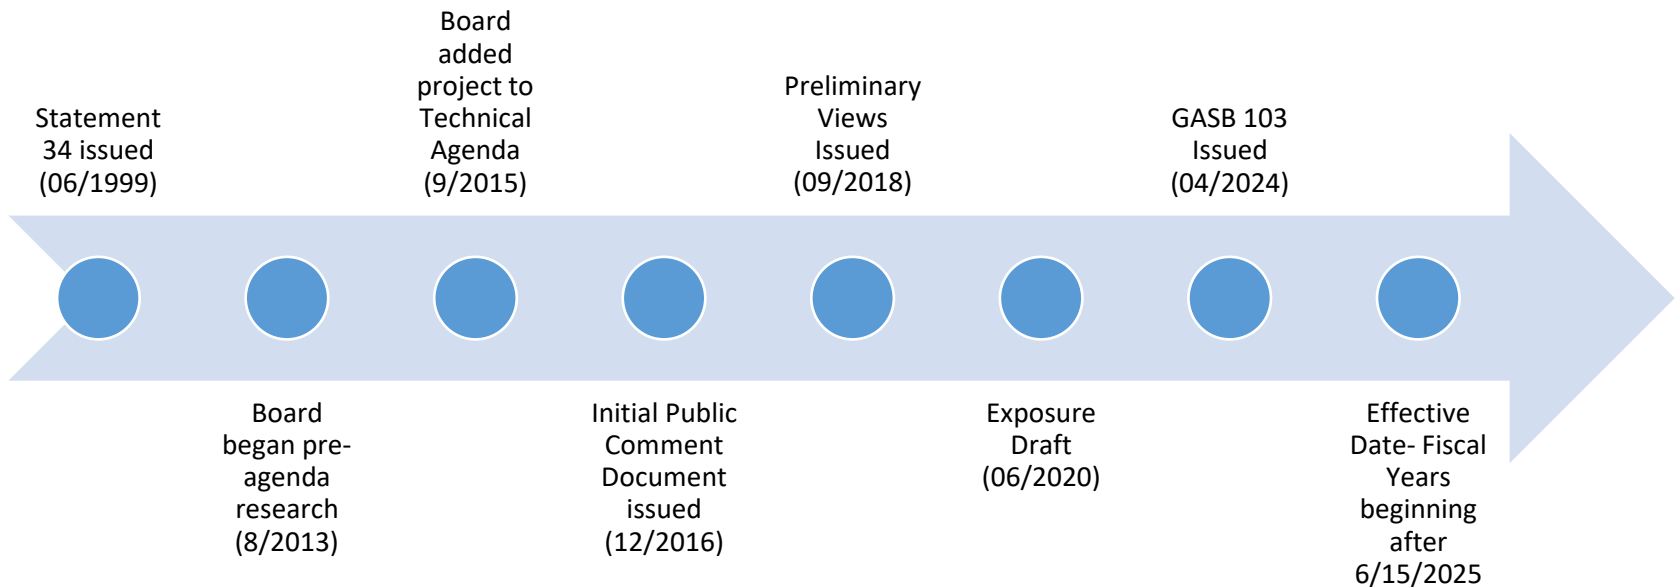 Statement
34 issued
(06/1999)
Board
began pre-
agenda
research
(8/2013)
Board
added
project to
Technical
Agenda
(9/2015)
Initial Public
Comment
Document
issued
(12/2016)
Preliminary
Views
Issued
(09/2018)
Exposure
Draft
(06/2020)
GASB 103
Issued
(04/2024)
Effective
Date- Fiscal
Years
beginning
after
6/15/2025